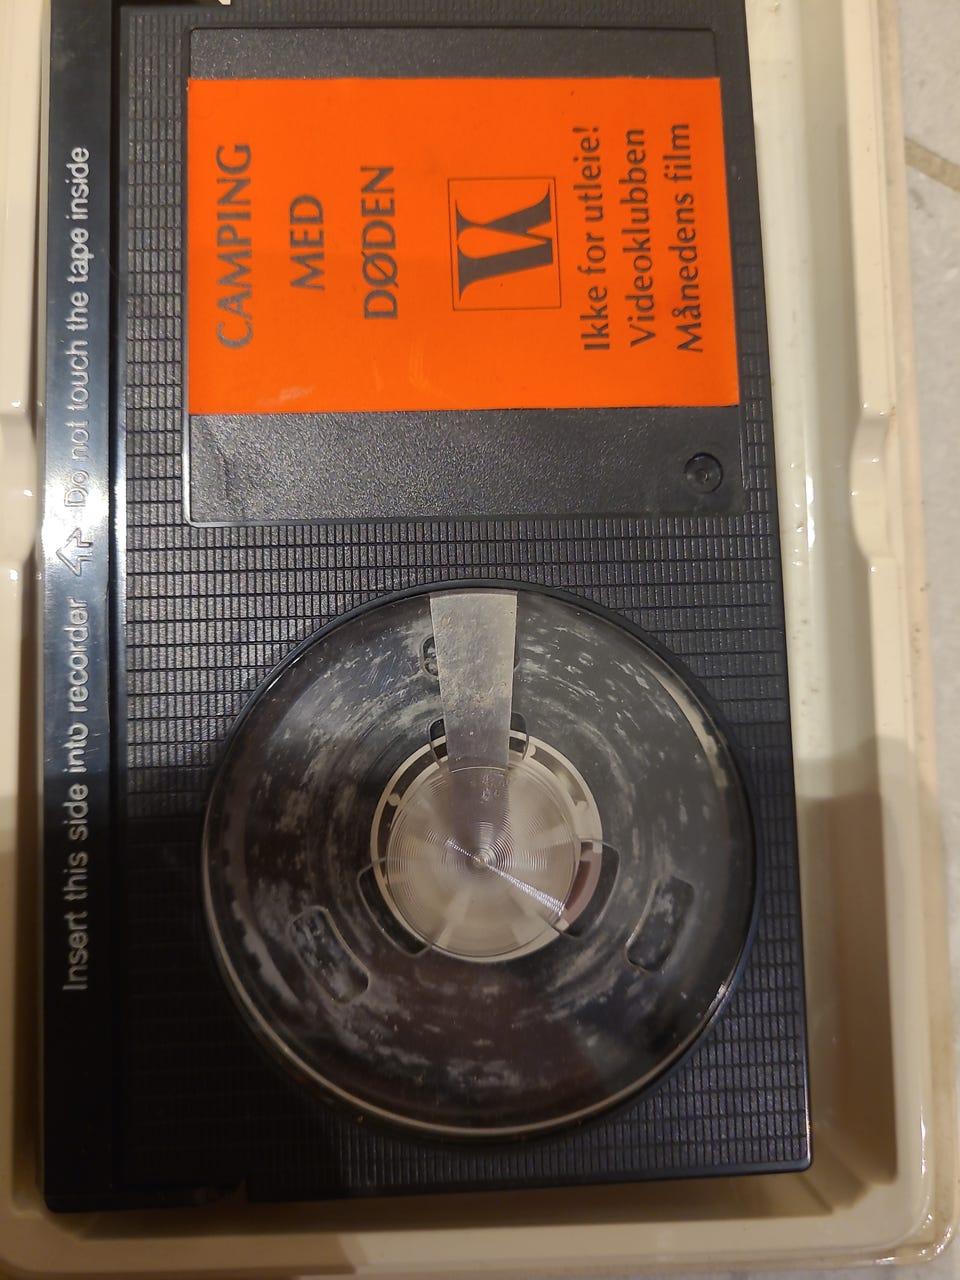 Insert this side into recorder Do not touch the tape inside
CAMPING
MED
DØDEN
Ikke for utleie!
Videoklubben
Månedens film